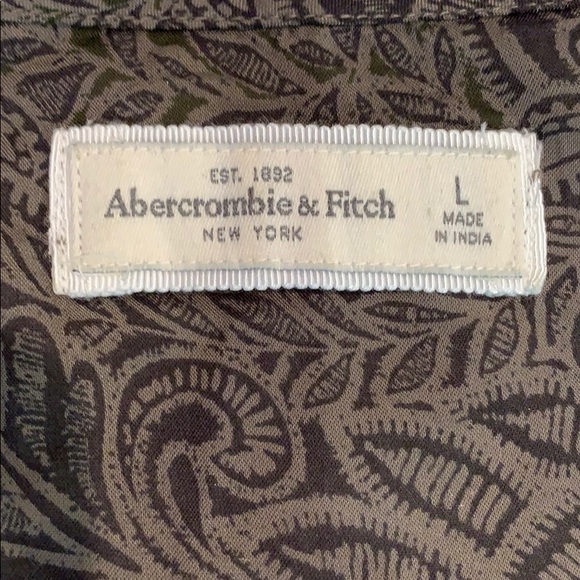 EST. 1892
Abercrombie & Fitch
NEW YORK
L
MADE
IN INDIA